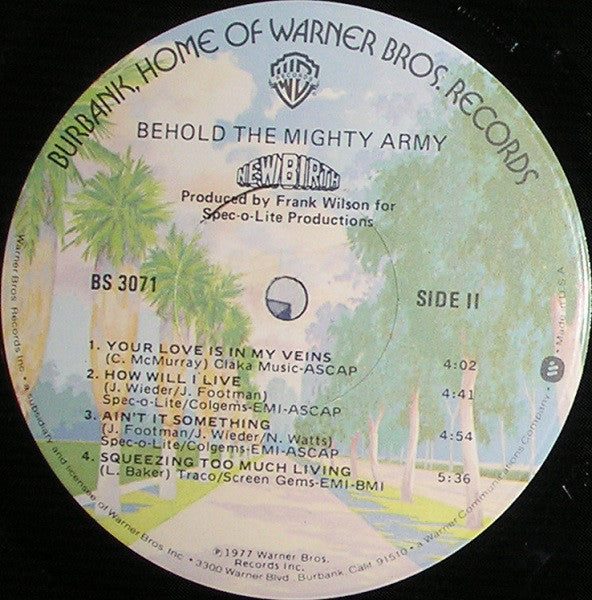 BURBANK, HOME OF WARNER BROS. RECORDS
BEHOLD THE MIGHTY ARMY
NEW BIRTH
Produced by Frank Wilson for
Spec-o-Lite Productions
BS 3071
SIDE II
1. YOUR LOVE IS IN MY VEINS
(C. McMurray) Claka Music-ASCAP 4:02
2. HOW WILL I LIVE
(J. Wieder/J. Footman) 4:41
Spec-o-Lite/Colgems-EMI-ASCAP
3. AIN'T IT SOMETHING
(J. Footman/J. Wieder/N. Watts) 4:54
Spec-o-Lite/Colgems-EMI-ASCAP
4. SQUEEZING TOO MUCH LIVING
(L. Baker) Traco/Screen Gems-EMI-BMI 5:36
℗ 1977 Warner Bros.
Records Inc.
Warner Bros. Records Inc. • a subsidiary and licensee of Warner Bros. Inc. • 3300 Warner Blvd., Burbank, Calif. 91510 • a Warner Communications Company • Made in U.S.A.